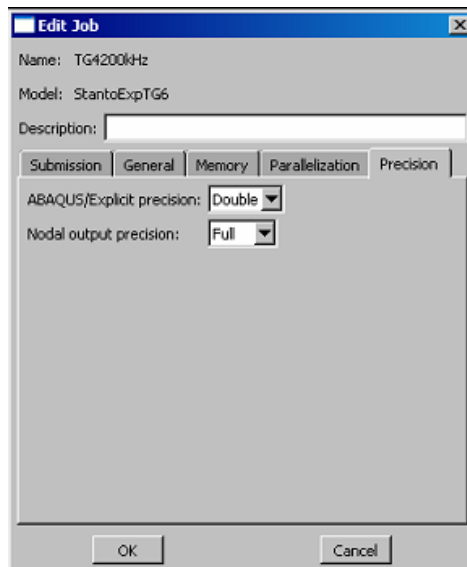 Edit Job
Name: TG4200kHz
Model: StantoExpTG6
Description:
Submission General Memory Parallelization Precision
ABAQUS/Explicit precision: Double
Nodal output precision: Full
OK Cancel